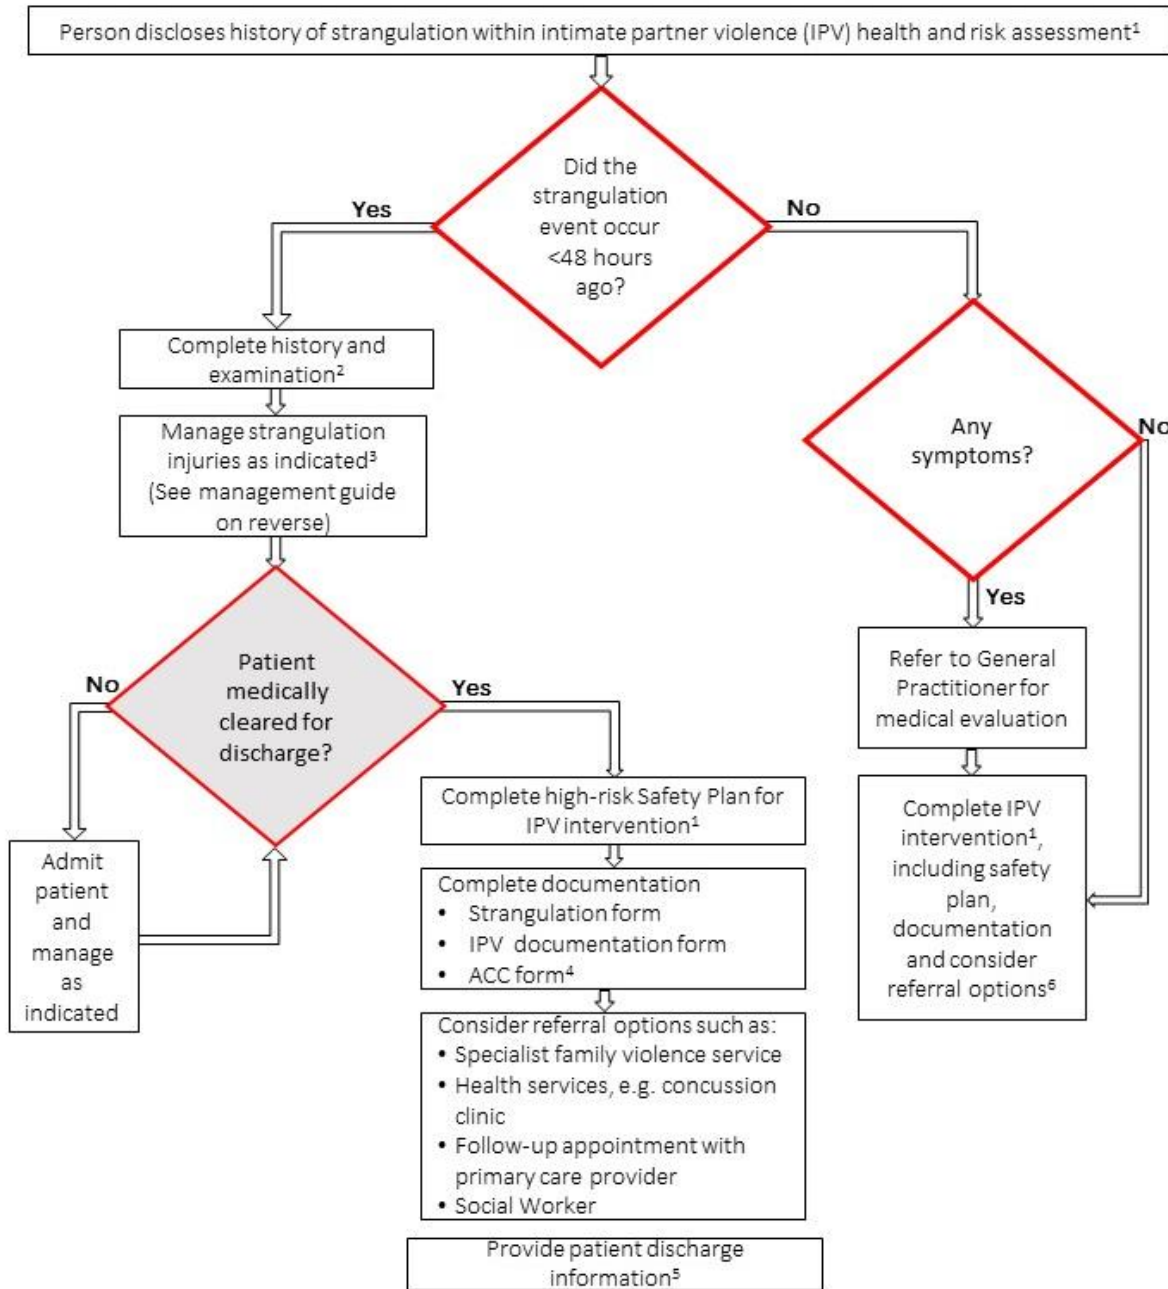 Person discloses history of strangulation within intimate partner violence (IPV) health and risk assessment¹
Did the
strangulation
event occur
<48 hours
ago?
Yes
No
Complete history and
examination²
Manage strangulation
injuries as indicated³
(See management guide
on reverse)
Any
symptoms?
No
Yes
Patient
medically
cleared for
discharge?
No
Yes
Refer to General
Practitioner for
medical evaluation
Complete high-risk Safety Plan for
IPV intervention¹
Complete IPV
intervention¹,
including safety
plan,
documentation
and consider
referral options⁶
Admit
patient
and
manage
as
indicated
Complete documentation
• Strangulation form
• IPV documentation form
• ACC form⁴
Consider referral options such as:
• Specialist family violence service
• Health services, e.g. concussion
clinic
• Follow-up appointment with
primary care provider
• Social Worker
Provide patient discharge
information⁵